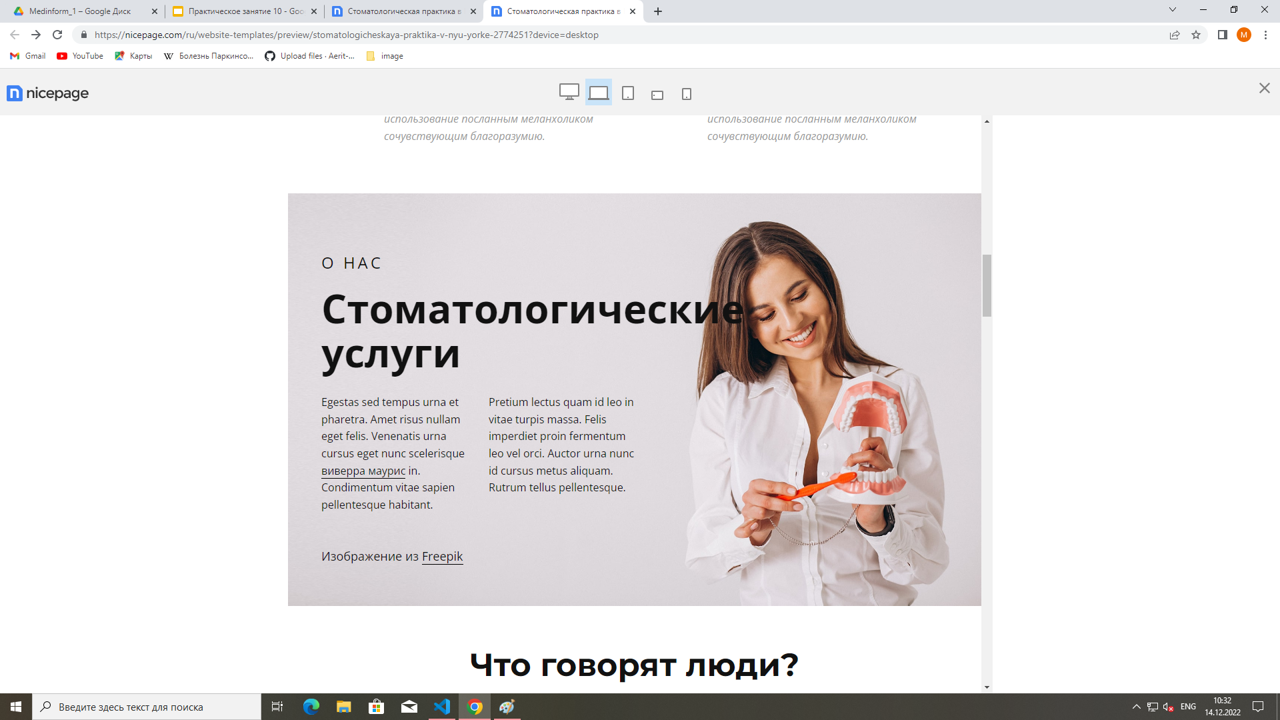 Medinform_1 – Google Диск
Практическое занятие 10 - Goo
Стоматологическая практика в
Стоматологическая практика в
https://nicepage.com/ru/website-templates/preview/stomatologicheskaya-praktika-v-nyu-yorke-2774251?device=desktop
M
Gmail
YouTube
Карты
Болезнь Паркинсо...
Upload files · Aerit-...
image
nicepage
использование посланным меланхоликом
сочувствующим благоразумию.
использование посланным меланхоликом
сочувствующим благоразумию.
О НАС
Стоматологические
услуги
Egestas sed tempus urna et
pharetra. Amet risus nullam
eget felis. Venenatis urna
cursus eget nunc scelerisque
виверра маурис in.
Condimentum vitae sapien
pellentesque habitant.
Pretium lectus quam id leo in
vitae turpis massa. Felis
imperdiet proin fermentum
leo vel orci. Auctor urna nunc
id cursus metus aliquam.
Rutrum tellus pellentesque.
Изображение из Freepik
Что говорят люди?
Введите здесь текст для поиска
ENG
10:32
14.12.2022